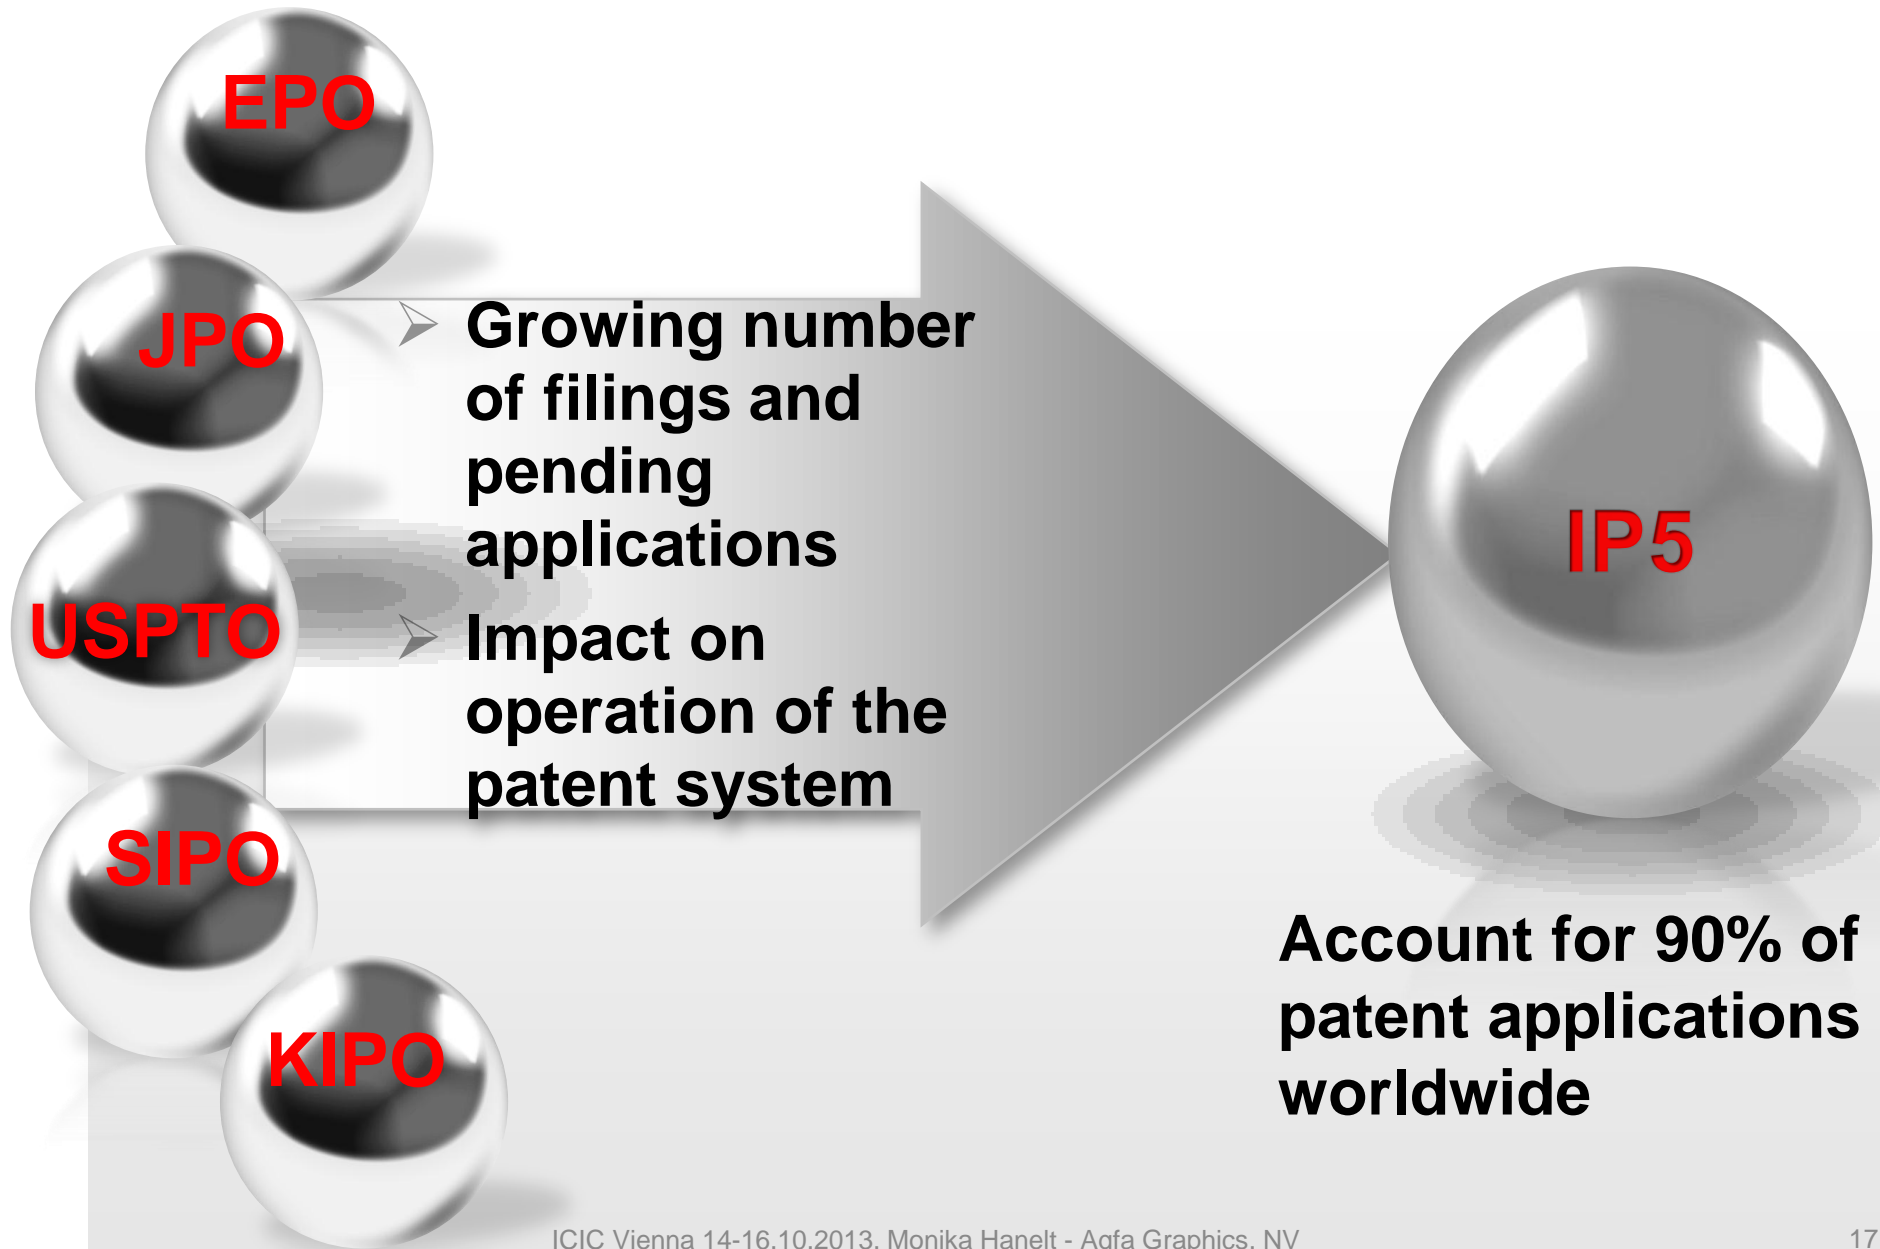 EPO
JPO
USPTO
SIPO
KIPO
➢ Growing number
of filings and
pending
applications
➢ Impact on
operation of the
patent system
IP5
Account for 90% of
patent applications
worldwide
ICIC Vienna 14-16.10.2013, Monika Hanelt - Agfa Graphics, NV
17